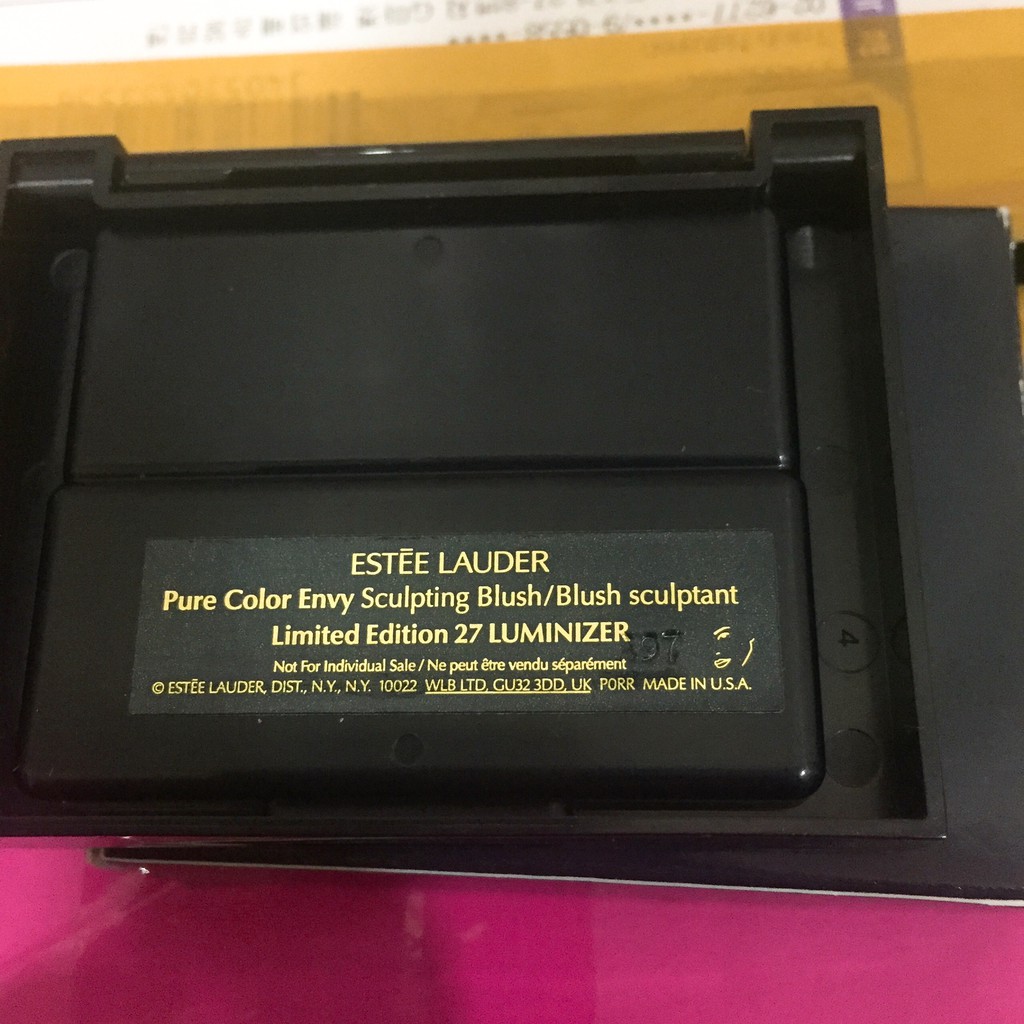 ESTĒE LAUDER
Pure Color Envy Sculpting Blush/Blush sculptant
Limited Edition 27 LUMINIZER
Not For Individual Sale / Ne peut être vendu séparément
© ESTĒE LAUDER, DIST., N.Y., N.Y. 10022 WLB LTD, GU32 3DD, UK P0RR MADE IN U.S.A.
4